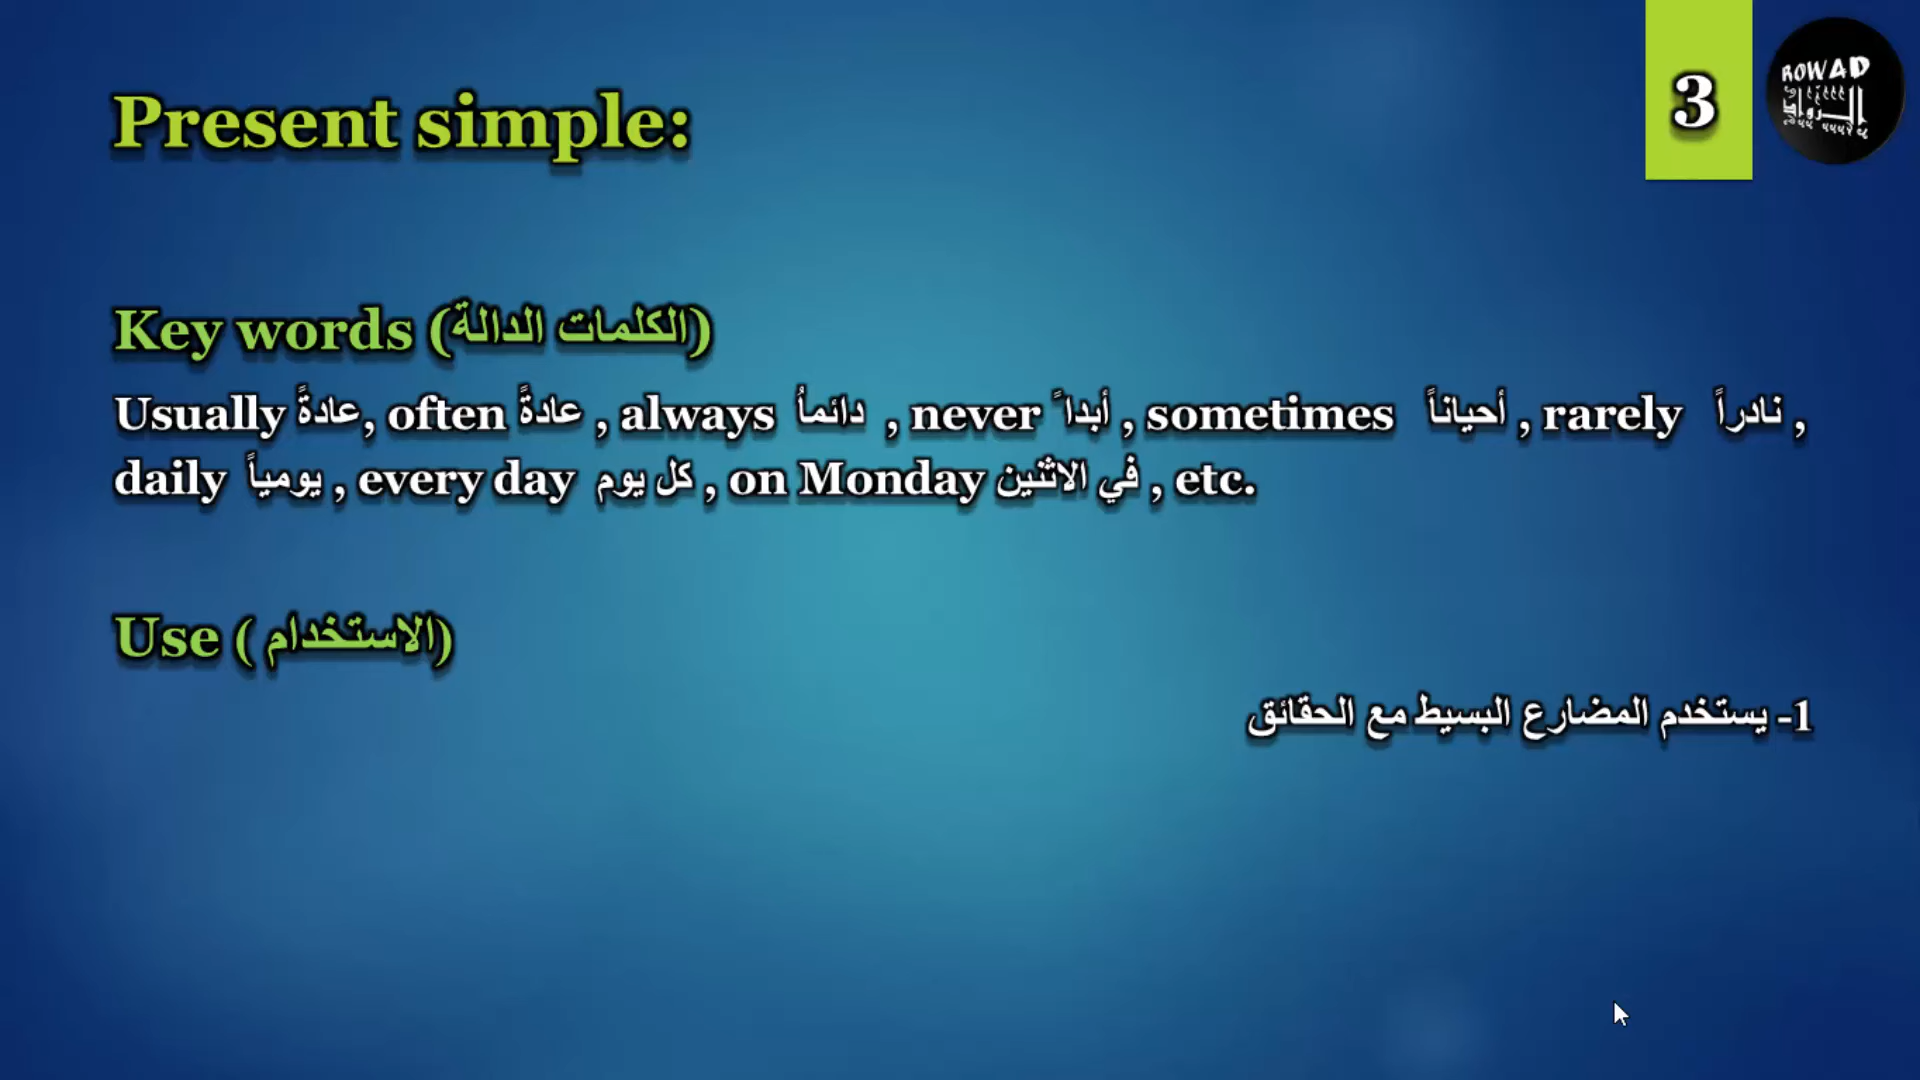 Present simple:
3
ROWAD
الرواد
Key words (الكلمات الدالة)
Usually عادةً, often عادةً , always دائماُ , never أبدا ً , sometimes أحياناً , rarely نادراً ,
daily يومياً , every day كل يوم , on Monday في الاثنين , etc.
Use ( الاستخدام)
1- يستخدم المضارع البسيط مع الحقائق